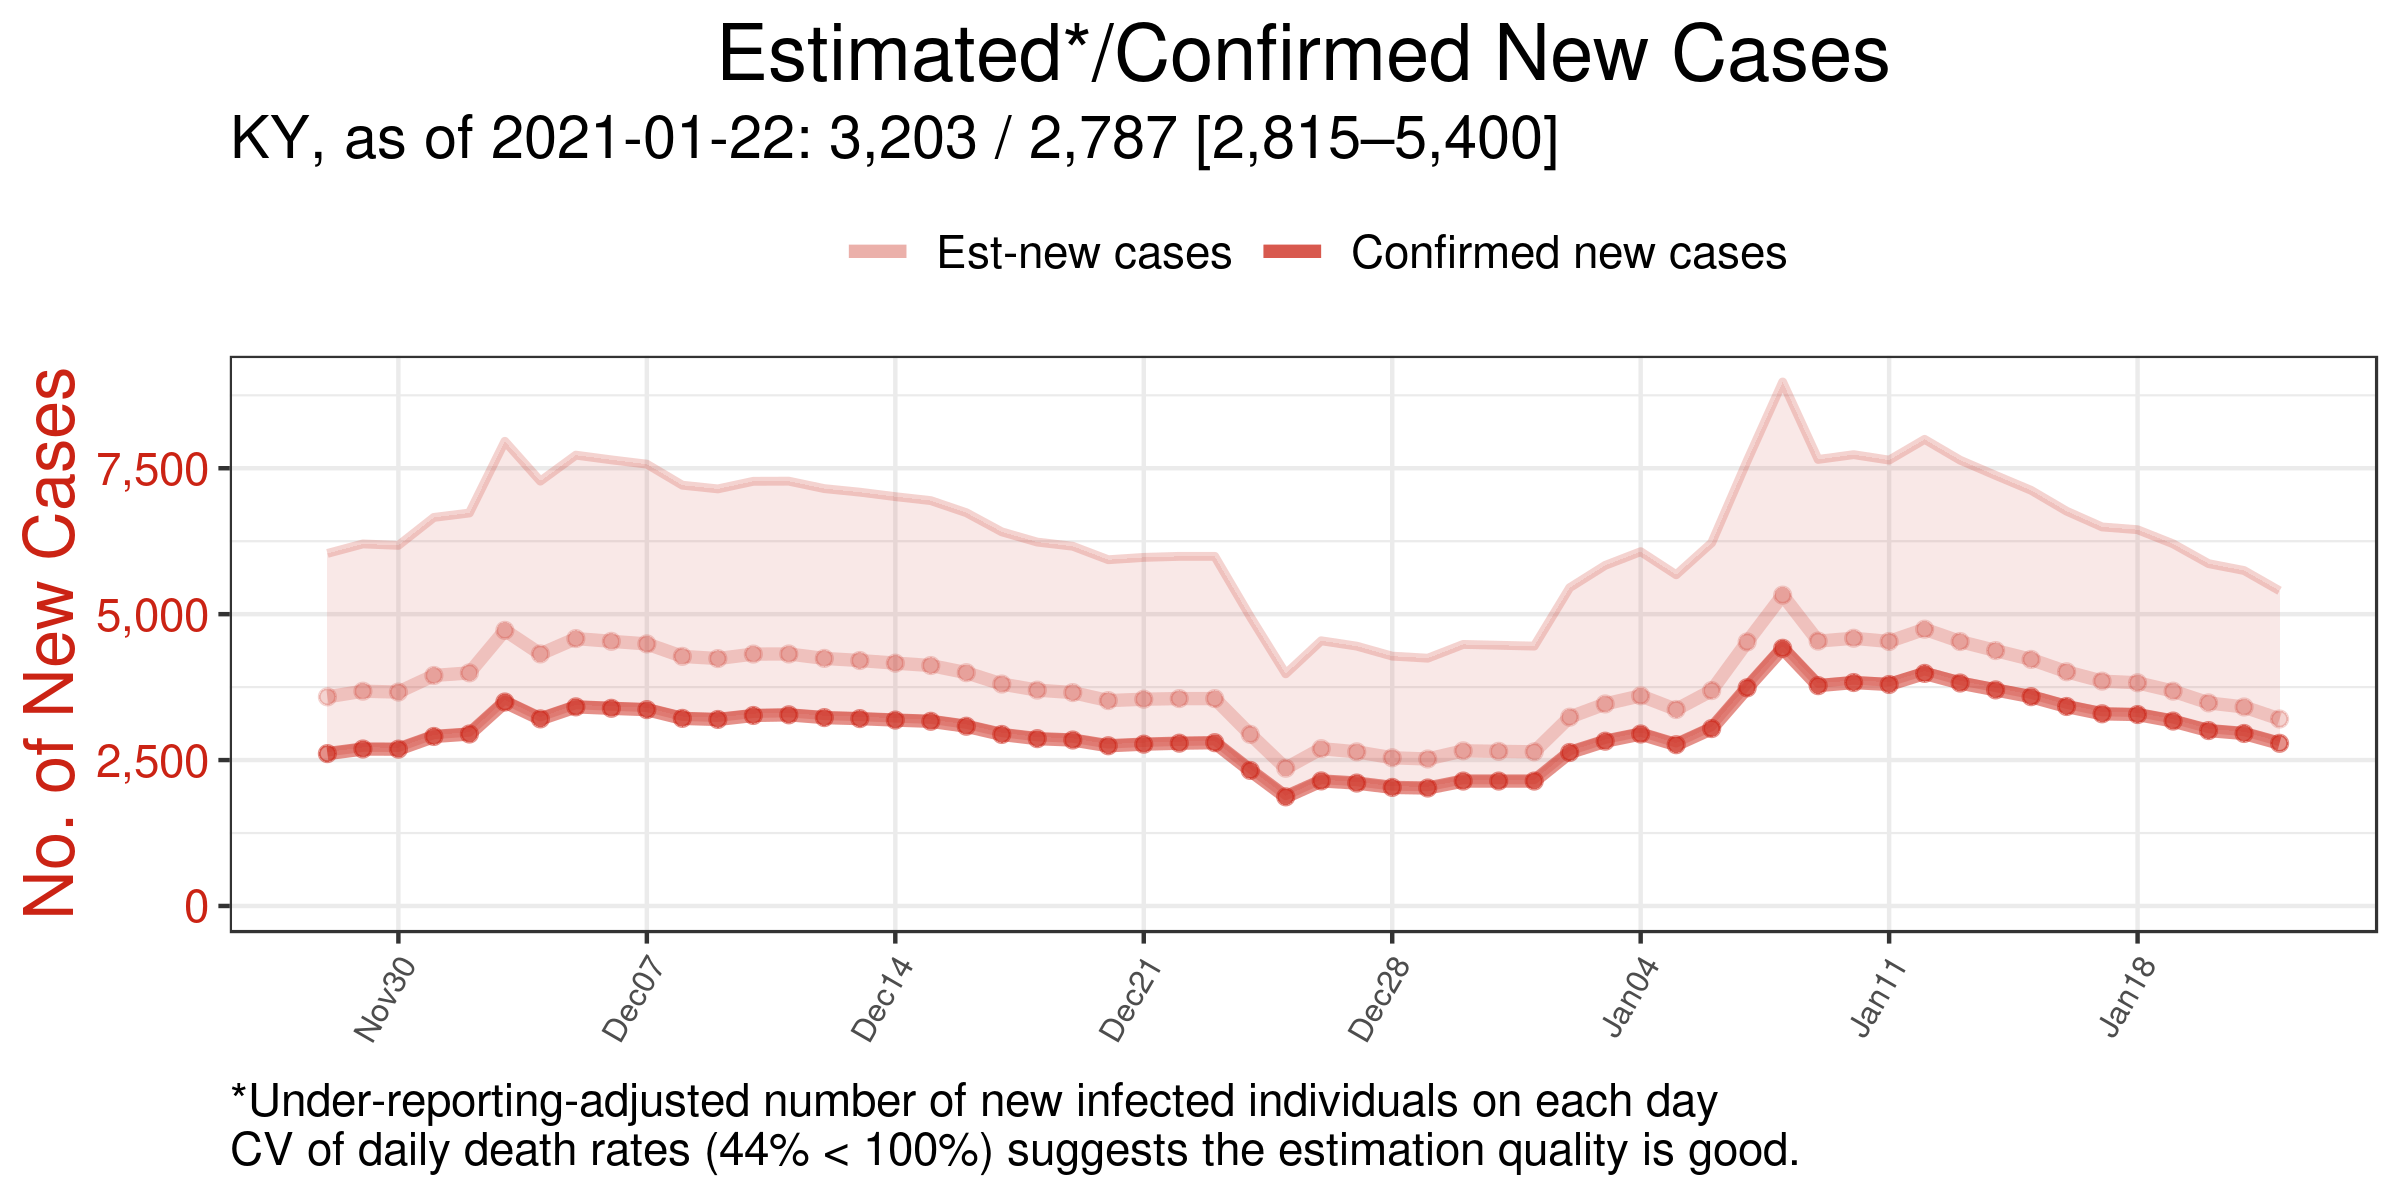 Estimated*/Confirmed New Cases
KY, as of 2021-01-22: 3,203 / 2,787 [2,815–5,400]
Est-new cases
Confirmed new cases
No. of New Cases
7,500
5,000
2,500
0
Nov30
Dec07
Dec14
Dec21
Dec28
Jan04
Jan11
Jan18
*Under-reporting-adjusted number of new infected individuals on each day
CV of daily death rates (44% < 100%) suggests the estimation quality is good.